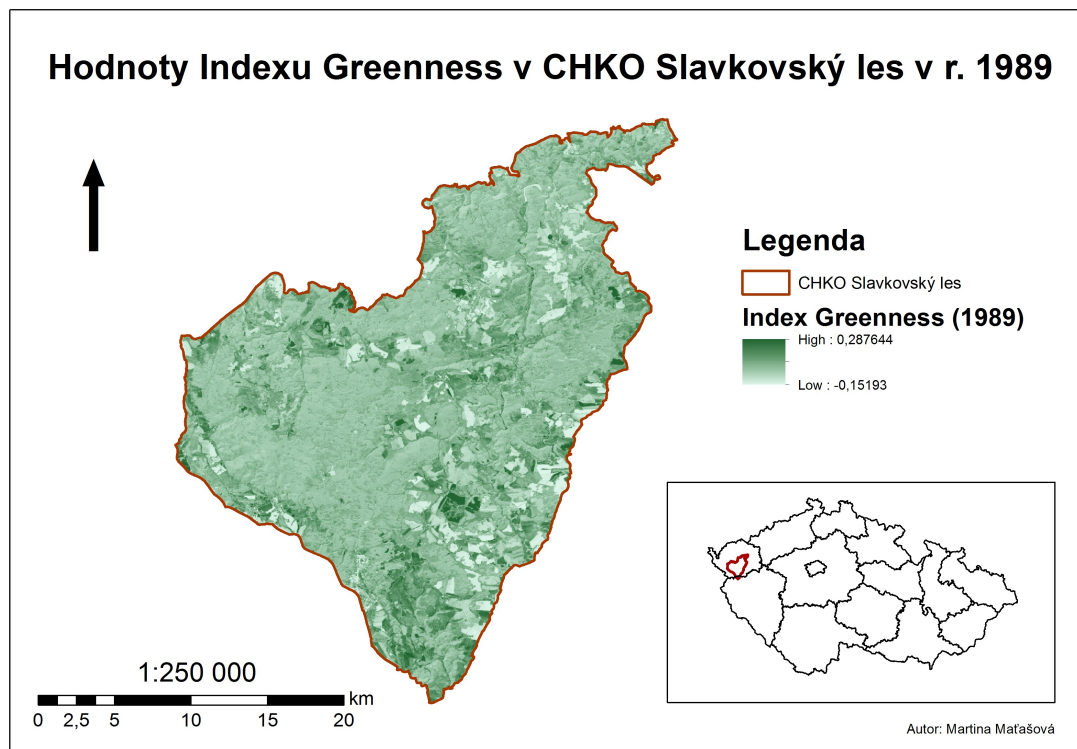 Hodnoty Indexu Greenness v CHKO Slavkovský les v r. 1989
Legenda
CHKO Slavkovský les
Index Greenness (1989)
High : 0,287644
Low : -0,15193
1:250 000
km
0 2,5 5 10 15 20
Autor: Martina Maťašová